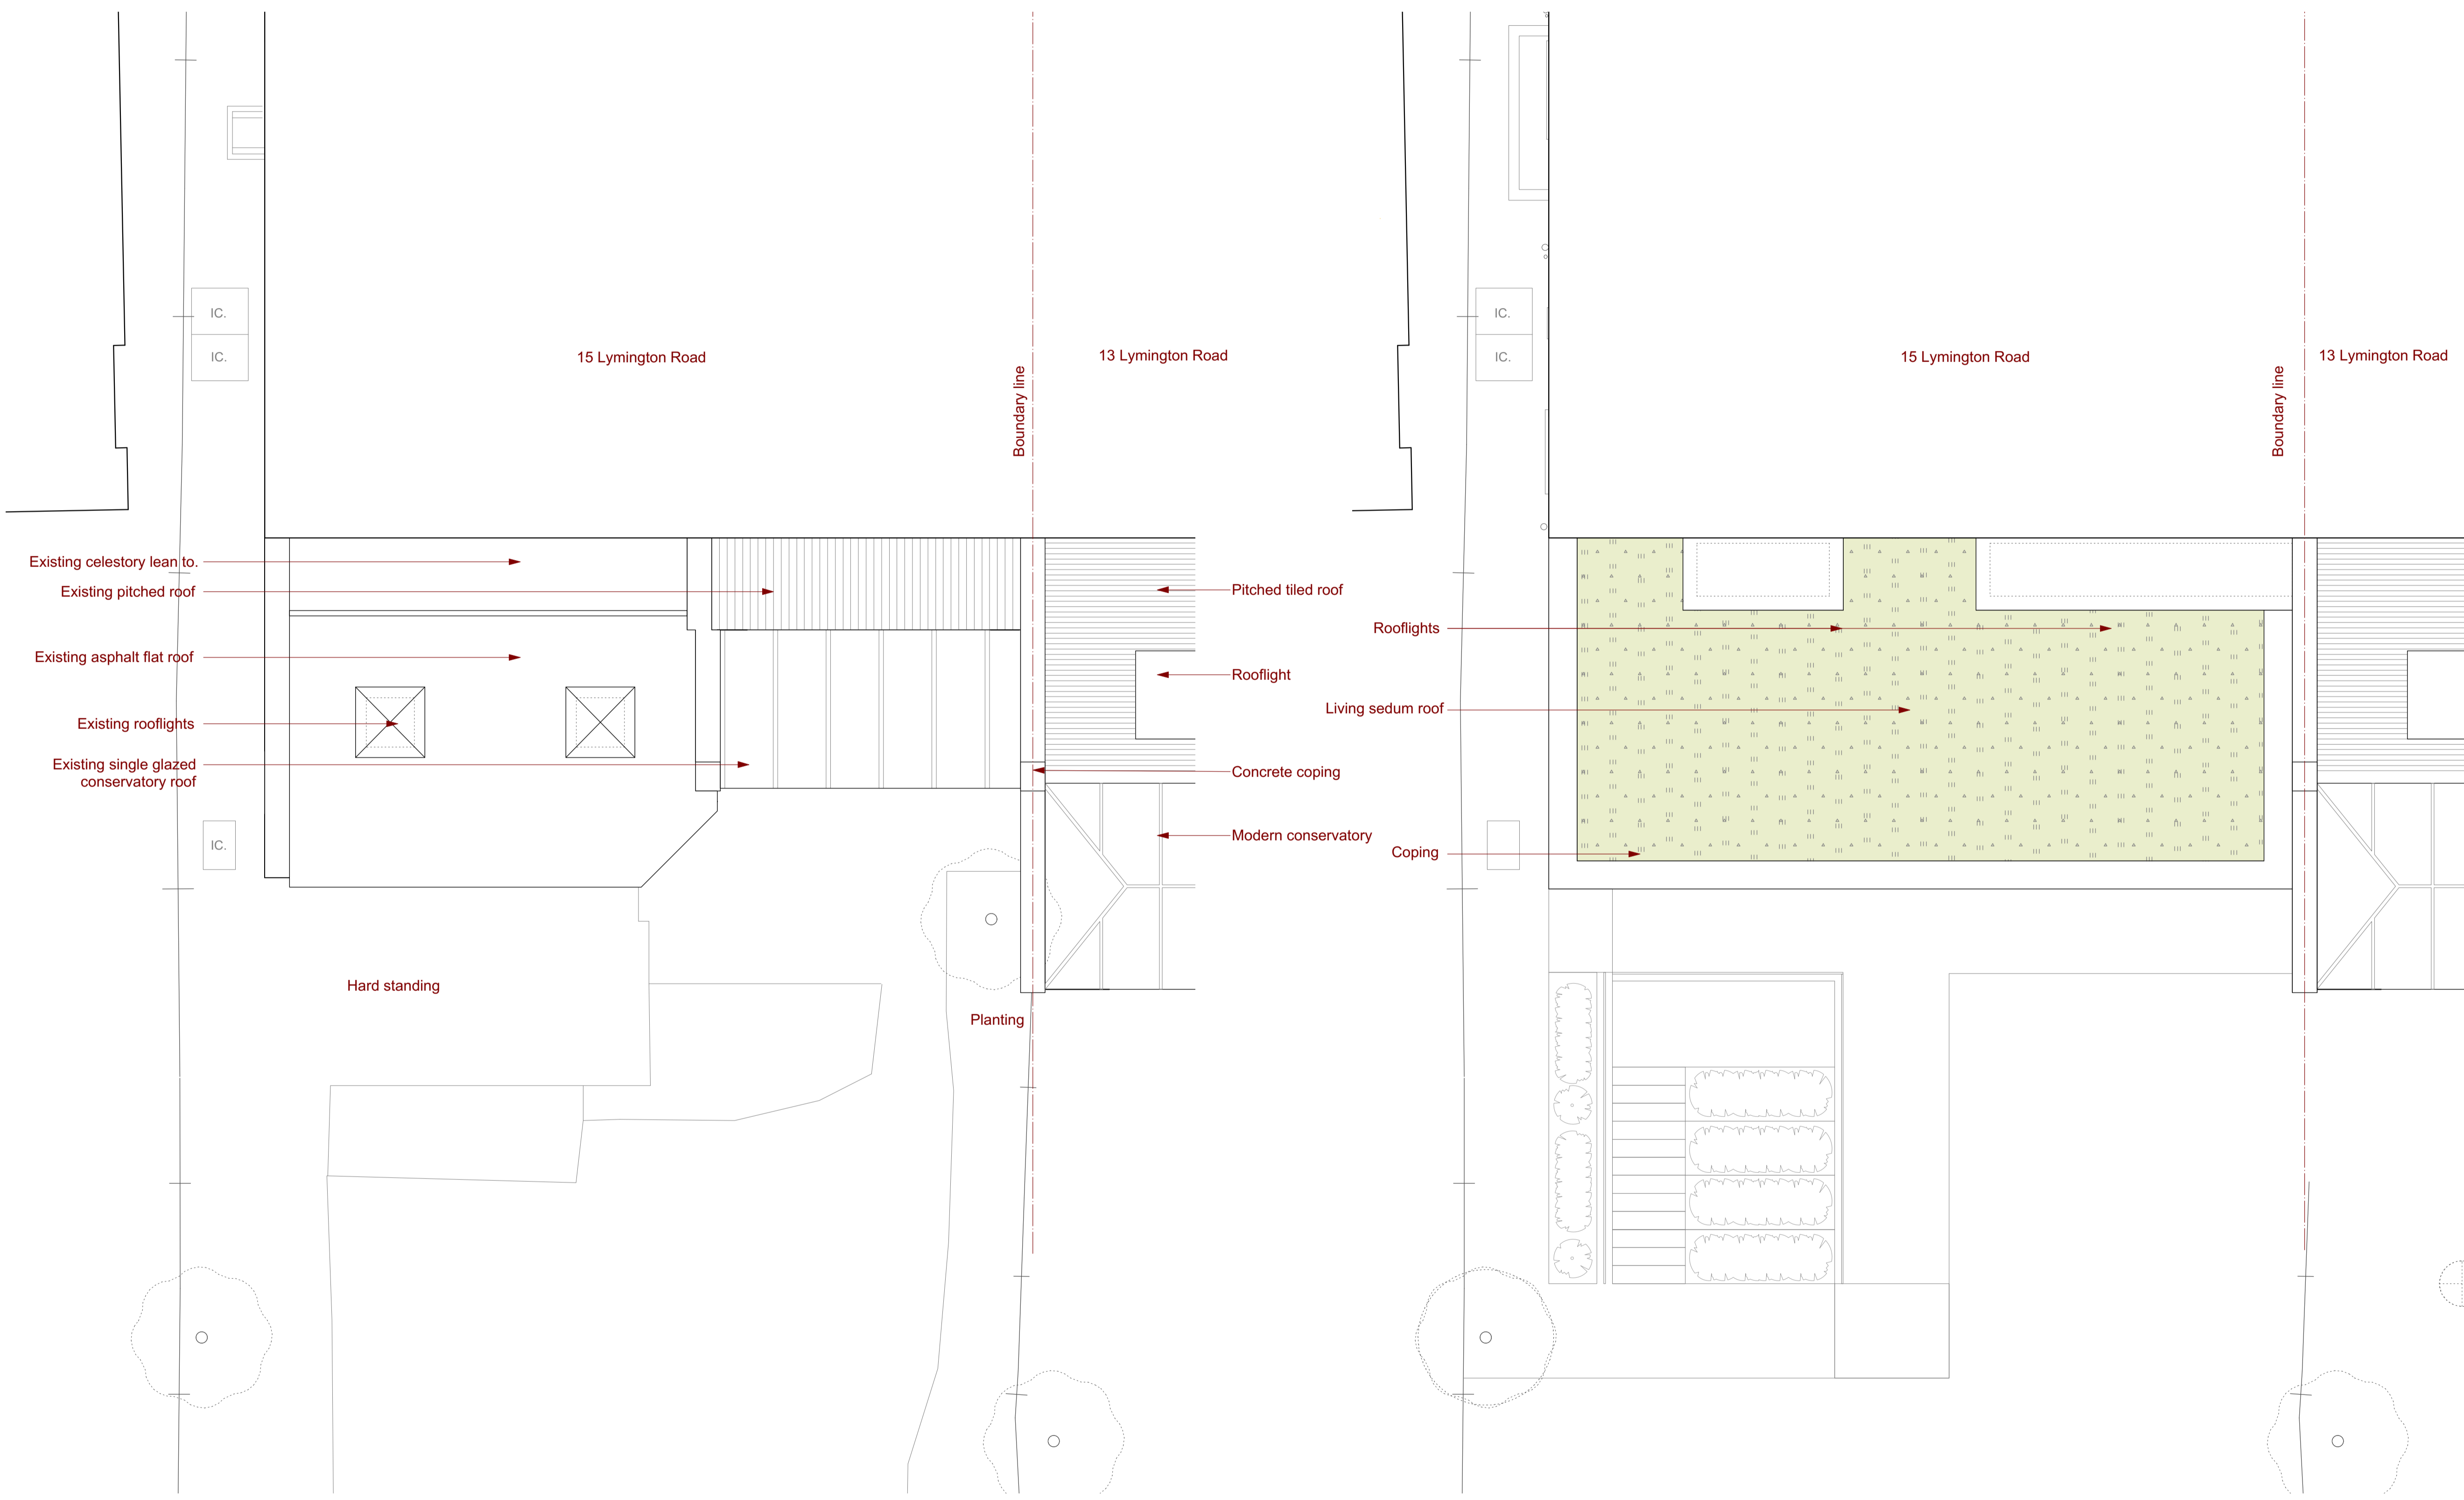 IC.
IC.
15 Lymington Road
Boundary line
13 Lymington Road
Existing celestory lean to.
Existing pitched roof
Existing asphalt flat roof
Existing rooflights
Existing single glazed
conservatory roof
IC.
Hard standing
Planting
Pitched tiled roof
Rooflight
Concrete coping
Modern conservatory
IC.
IC.
15 Lymington Road
Boundary line
13 Lymington Road
Rooflights
Living sedum roof
Coping